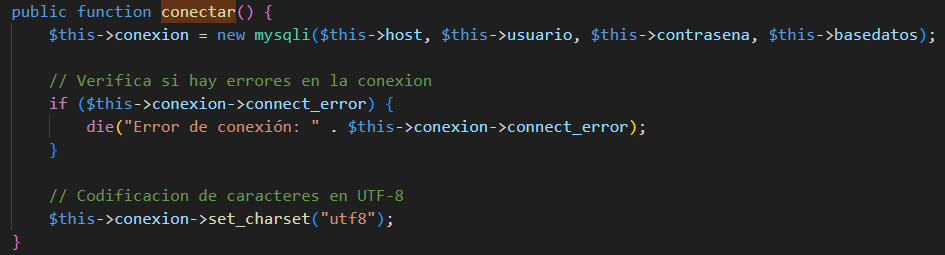 public function conectar() {
$this->conexion = new mysqli($this->host, $this->usuario, $this->contrasena, $this->basedatos);
// Verifica si hay errores en la conexion
if ($this->conexion->connect_error) {
die("Error de conexión: " . $this->conexion->connect_error);
}
// Codificacion de caracteres en UTF-8
$this->conexion->set_charset("utf8");
}